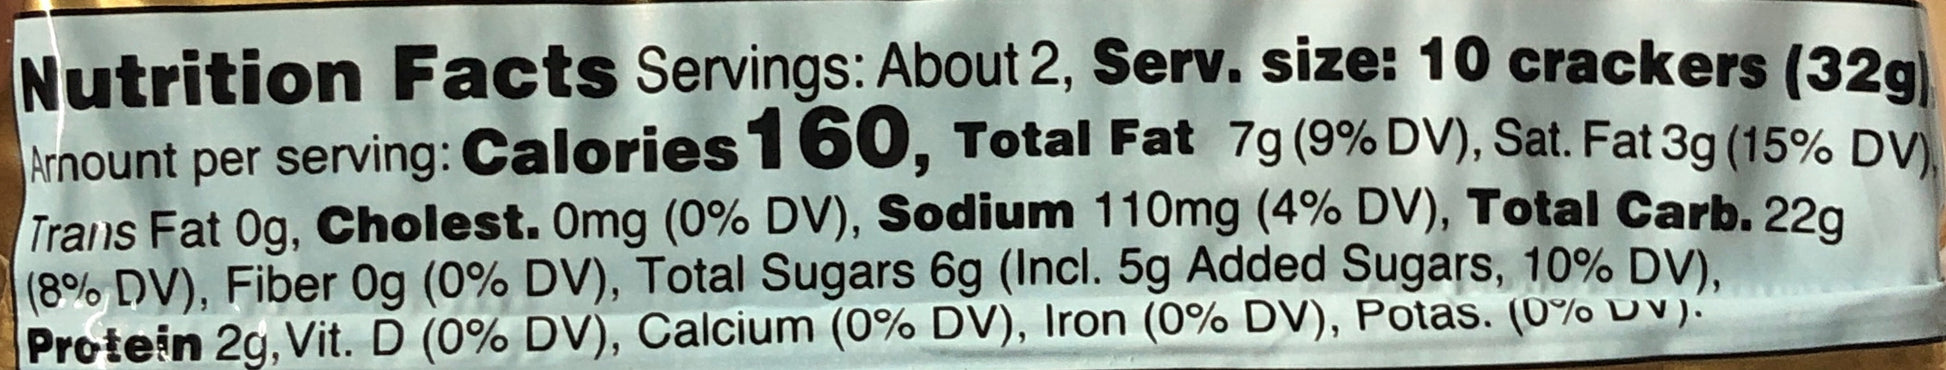 Nutrition Facts Servings: About 2, Serv. size: 10 crackers (32g),
Amount per serving: Calories 160, Total Fat 7g (9% DV), Sat. Fat 3g (15% DV),
Trans Fat 0g, Cholest. 0mg (0% DV), Sodium 110mg (4% DV), Total Carb. 22g
(8% DV), Fiber 0g (0% DV), Total Sugars 6g (Incl. 5g Added Sugars, 10% DV),
Protein 2g, Vit. D (0% DV), Calcium (0% DV), Iron (0% DV), Potas. (0% DV).